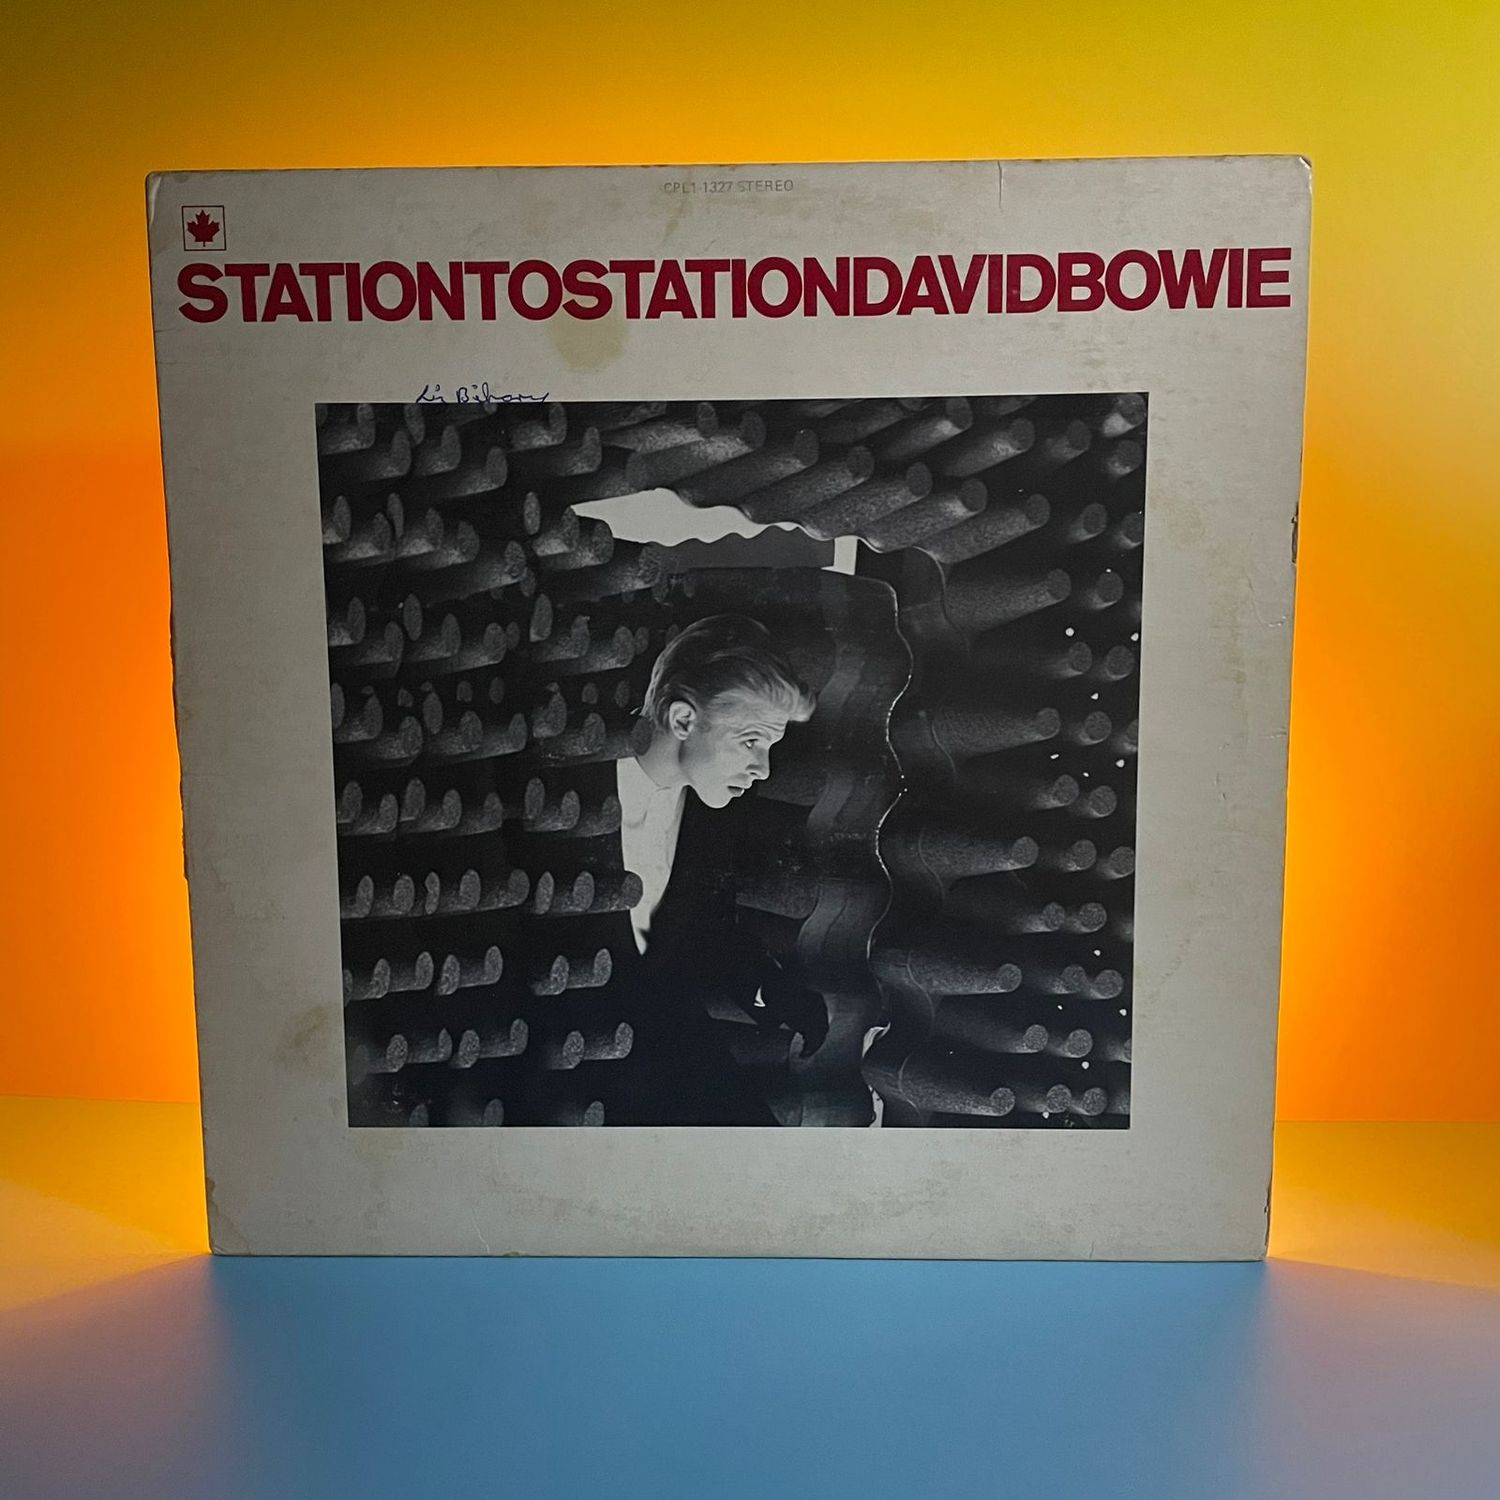 CPL1-1327 STEREO
STATIONTOSTATIONDAVIDBOWIE